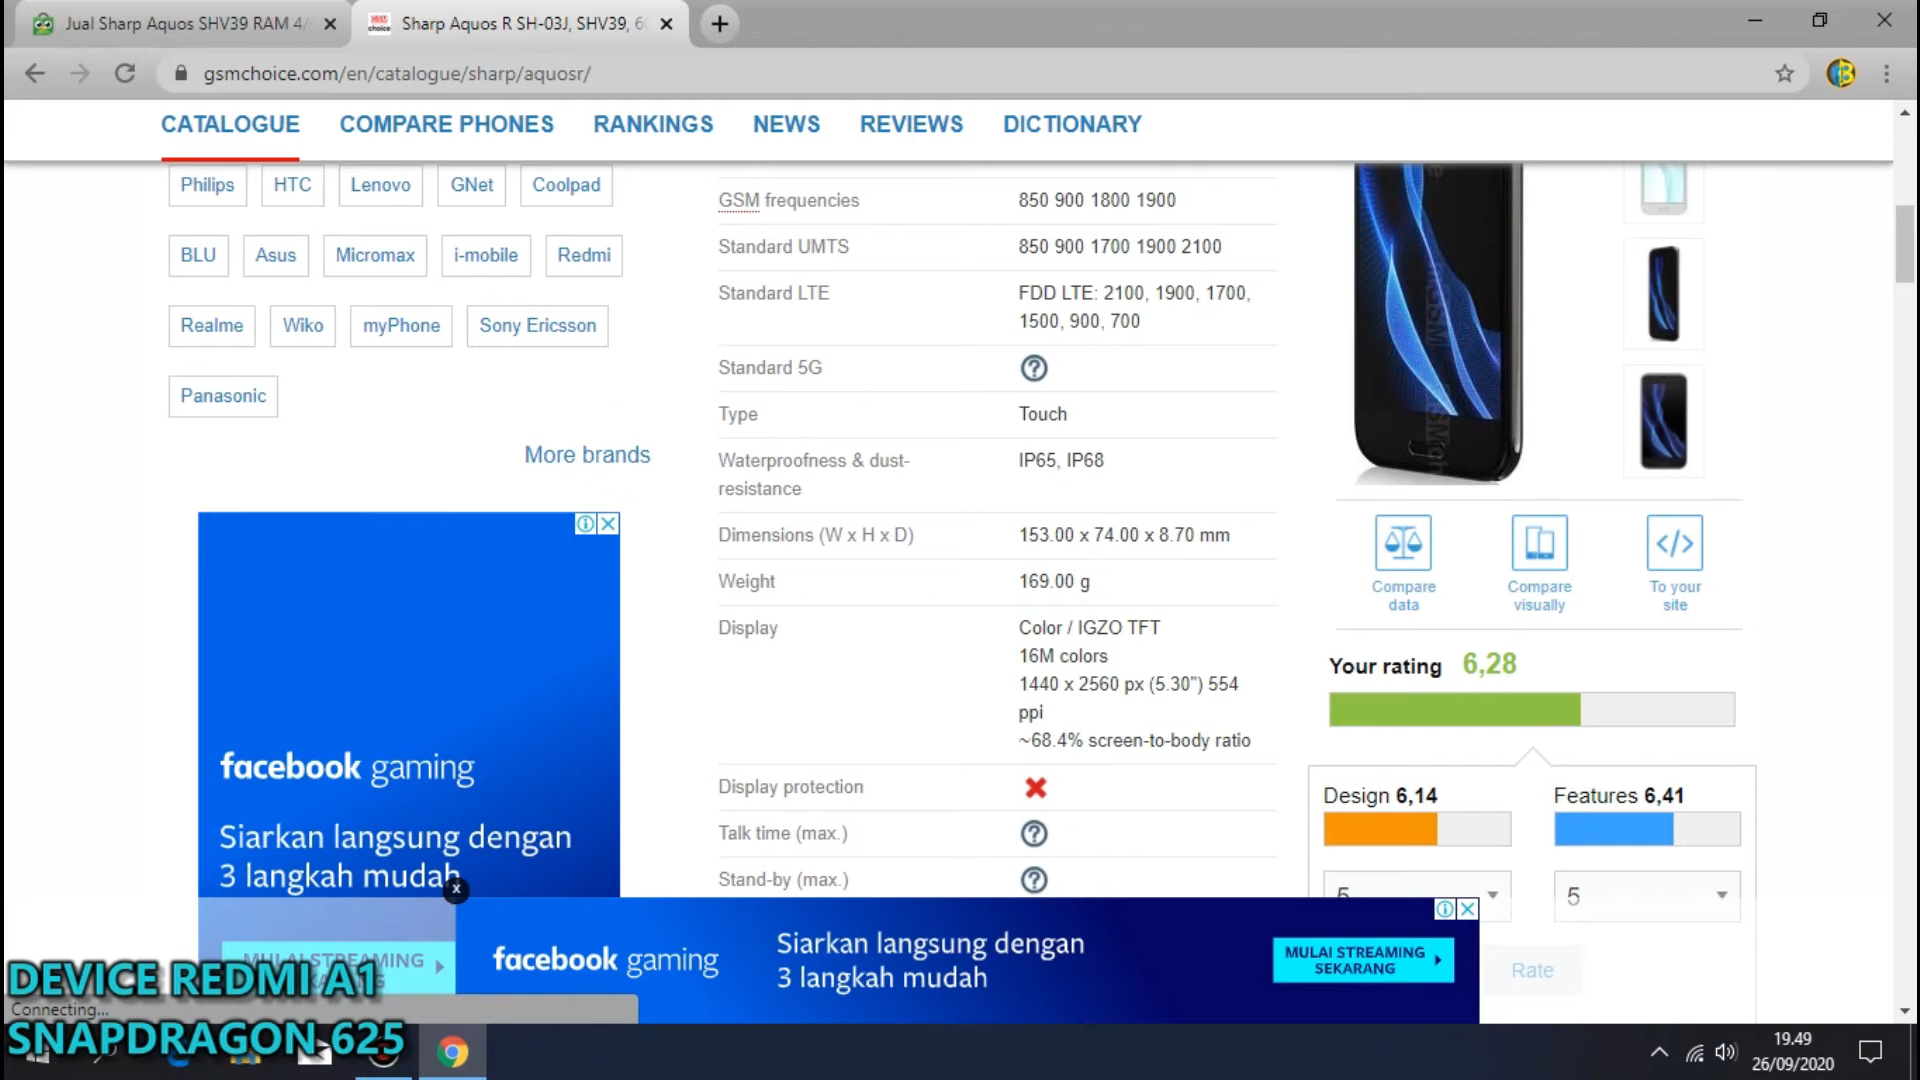 Jual Sharp Aquos SHV39 RAM 4/
Sharp Aquos R SH-03J, SHV39, 60
gsmchoice.com/en/catalogue/sharp/aquosr/
CATALOGUE COMPARE PHONES RANKINGS NEWS REVIEWS DICTIONARY
Philips HTC Lenovo GNet Coolpad
BLU Asus Micromax i-mobile Redmi
Realme Wiko myPhone Sony Ericsson
Panasonic
More brands
facebook gaming
Siarkan langsung dengan
3 langkah mudah
MULAI STREAMING
GSM frequencies 850 900 1800 1900
Standard UMTS 850 900 1700 1900 2100
Standard LTE FDD LTE: 2100, 1900, 1700,
1500, 900, 700
Standard 5G ?
Type Touch
Waterproofness & dust- IP65, IP68
resistance
Dimensions (W x H x D) 153.00 x 74.00 x 8.70 mm
Weight 169.00 g
Display Color / IGZO TFT
16M colors
1440 x 2560 px (5.30") 554
ppi
~68.4% screen-to-body ratio
Display protection
Talk time (max.) ?
Stand-by (max.) ?
Compare
data
Compare
visually
To your
site
Your rating 6,28
Design 6,14 Features 6,41
5 5
Rate
facebook gaming
Siarkan langsung dengan
3 langkah mudah
MULAI STREAMING
SEKARANG
DEVICE REDMI A1
Connecting...
SNAPDRAGON 625
19.49
26/09/2020